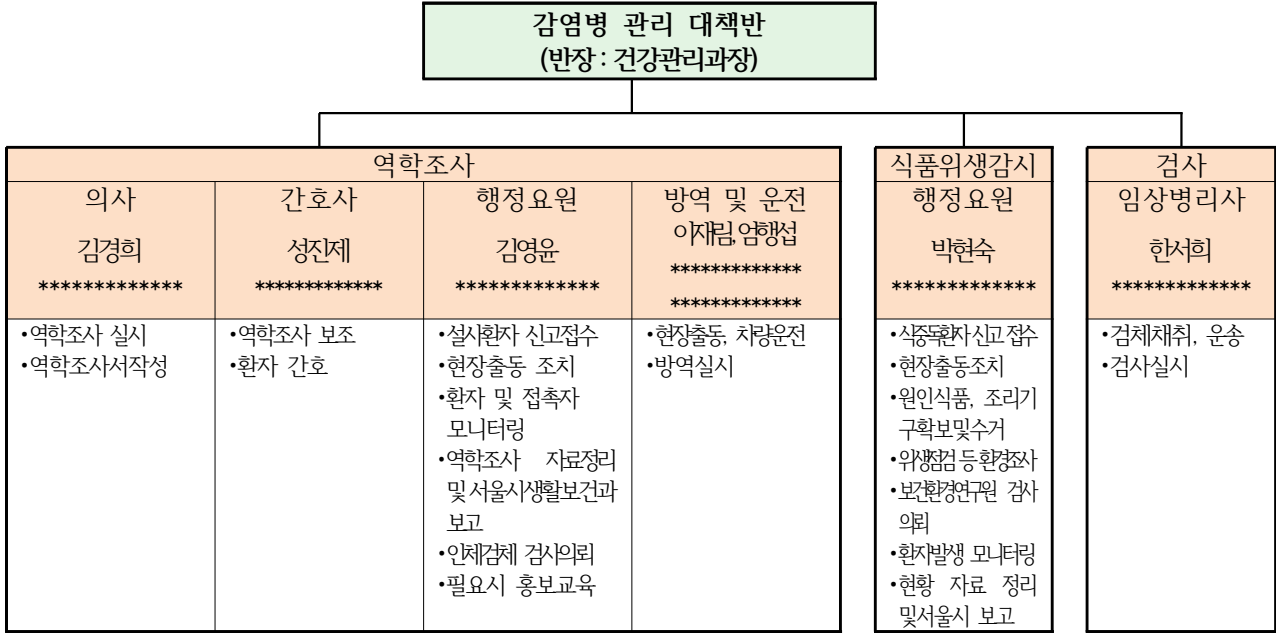 감염병 관리 대책반
(반장 : 건강관리과장)
역학조사
의사
김경희
*************
•역학조사 실시
•역학조사서작성
간호사
성진제
*************
•역학조사 보조
•환자 간호
행정요원
김영윤
*************
•설사환자 신고접수
•현장출동 조치
•환자 및 접촉자
모니터링
•역학조사 자료정리
및 서울시생활보건과
보고
•인체검체 검사의뢰
•필요시 홍보교육
방역 및 운전
이재림, 엄행섭
*************
*************
•현장출동, 차량운전
•방역실시
식품위생감시
행정요원
박현숙
*************
•식중독환자 신고 접수
•현장출동조치
•원인식품, 조리기
구확보및수거
•위생점검 등 환경조사
•보건환경연구원 검사
의뢰
•환자발생 모니터링
•현황 자료 정리
및서울시 보고
검사
임상병리사
한서희
*************
•검체채취, 운송
•검사실시